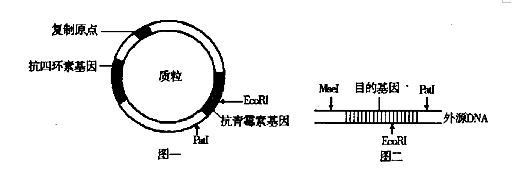 复制原点
抗四环素基因
质粒
EcoRI
抗青霉素基因
PstI
图一
MseI
目的基因
PstI
外源DNA
EcoRI
图二